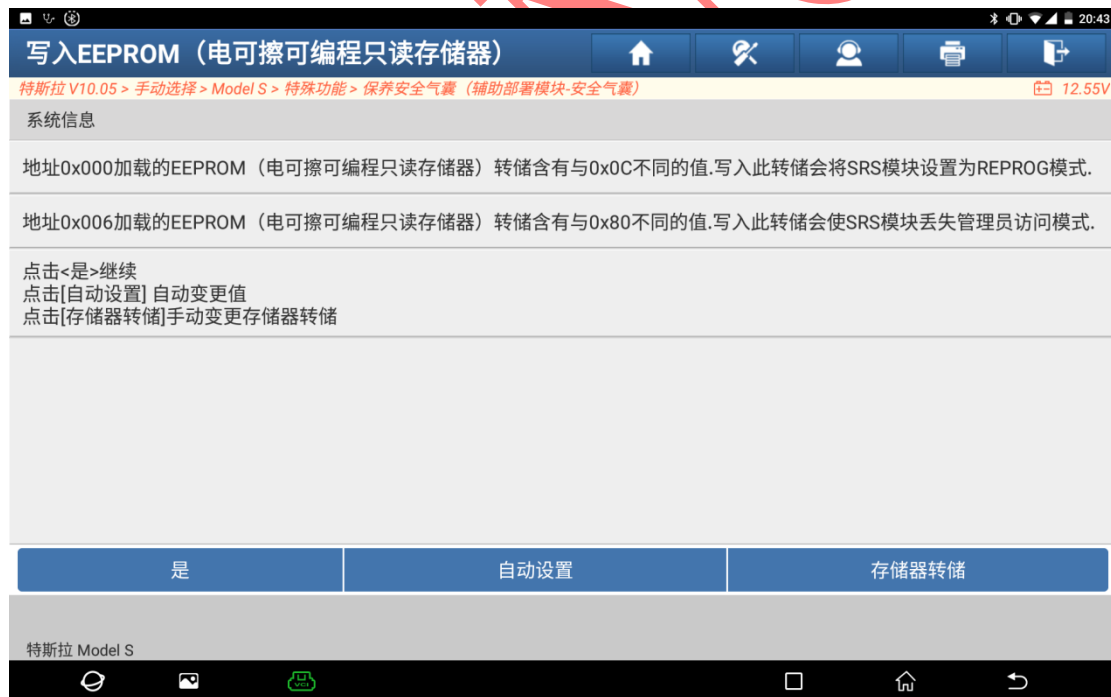 20:43
写入EEPROM（电可擦可编程只读存储器）
特斯拉 V10.05 > 手动选择 > Model S > 特殊功能 > 保养安全气囊（辅助部署模块-安全气囊）
12.55V
系统信息
地址0x000加载的EEPROM（电可擦可编程只读存储器）转储含有与0x0C不同的值.写入此转储会将SRS模块设置为REPROG模式.
地址0x006加载的EEPROM（电可擦可编程只读存储器）转储含有与0x80不同的值.写入此转储会使SRS模块丢失管理员访问模式.
点击<是>继续
点击[自动设置] 自动变更值
点击[存储器转储]手动变更存储器转储
是
自动设置
存储器转储
特斯拉 Model S
VCI